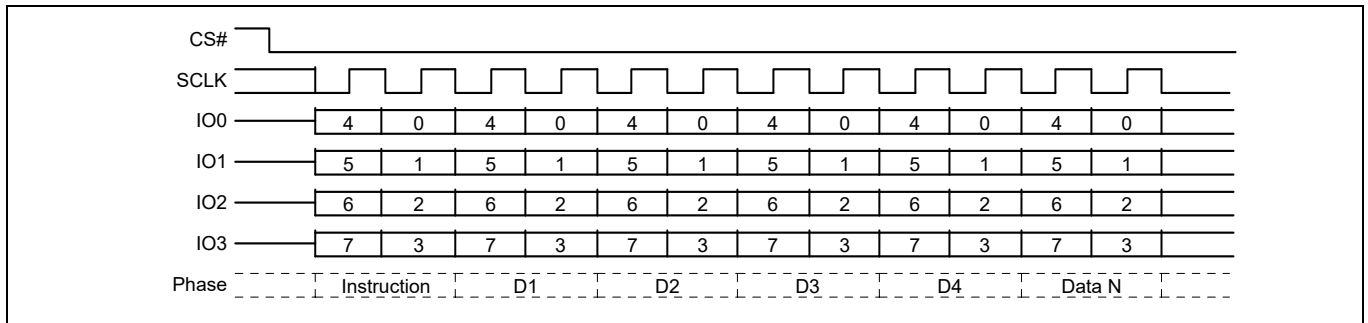 CS#
SCLK
IO0 4 0 4 0 4 0 4 0 4 0 4 0
IO1 5 1 5 1 5 1 5 1 5 1 5 1
IO2 6 2 6 2 6 2 6 2 6 2 6 2
IO3 7 3 7 3 7 3 7 3 7 3 7 3
Phase Instruction D1 D2 D3 D4 Data N